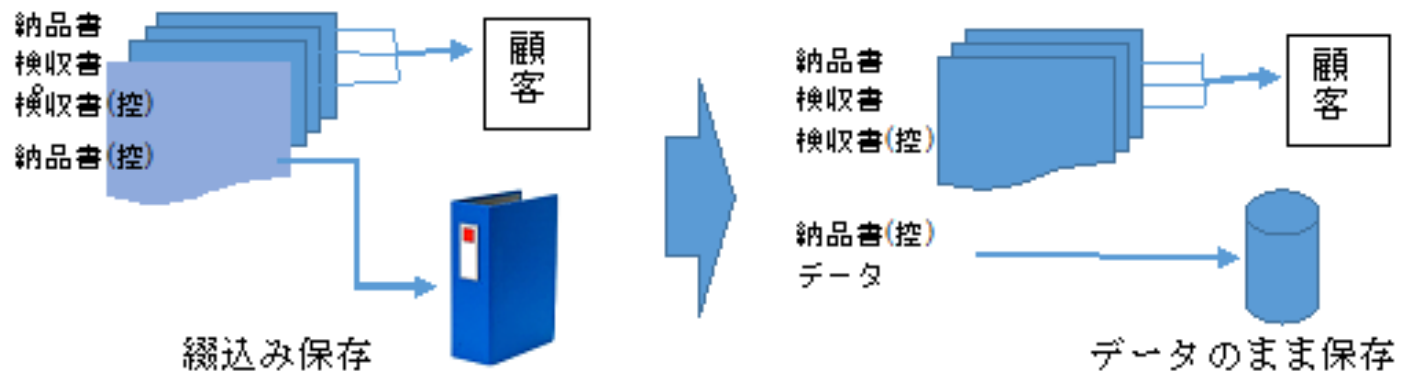 納品書
検収書
検収書(控)
納品書(控)
顧客
綴込み保存
納品書
検収書
検収書(控)
顧客
納品書(控)
データ
データのまま保存